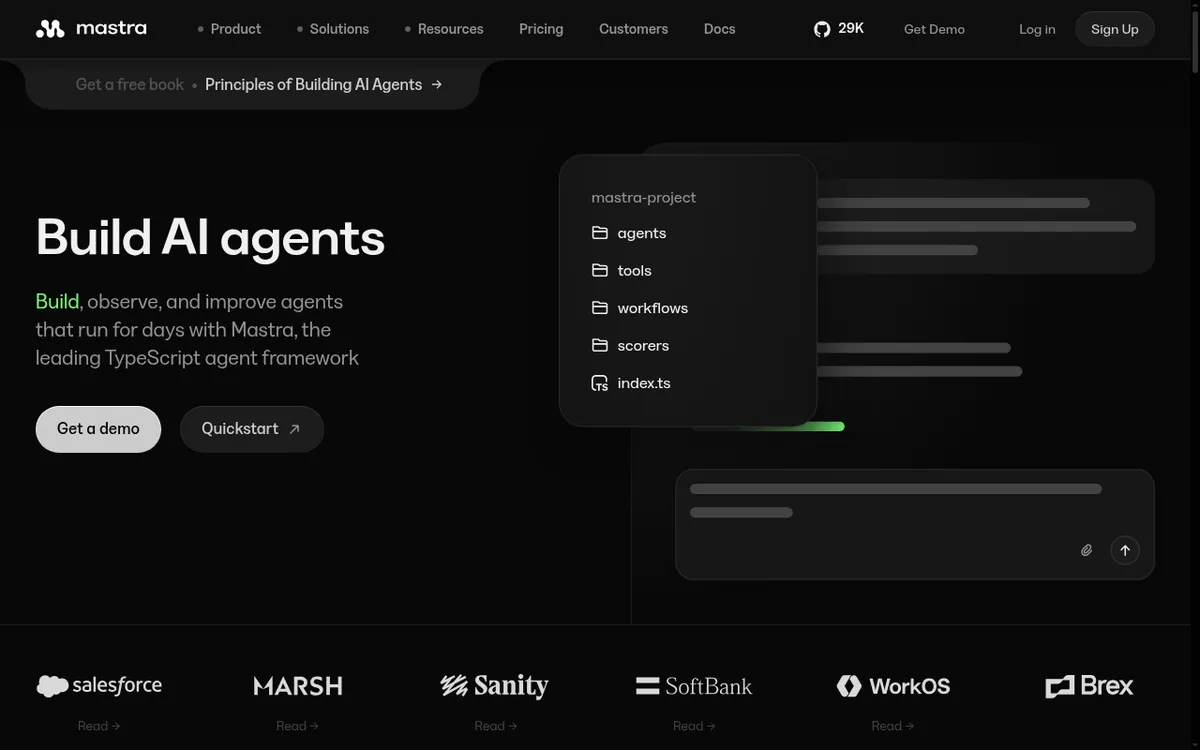 mastra
Product
Solutions
Resources
Pricing
Customers
Docs
29K
Get Demo
Log in
Sign Up
Get a free book • Principles of Building AI Agents →
Build AI agents
Build, observe, and improve agents
that run for days with Mastra, the
leading TypeScript agent framework
Get a demo
Quickstart ↗
mastra-project
agents
tools
workflows
scorers
TS index.ts
salesforce
MARSH
Sanity
SoftBank
WorkOS
Brex
Read →
Read →
Read →
Read →
Read →